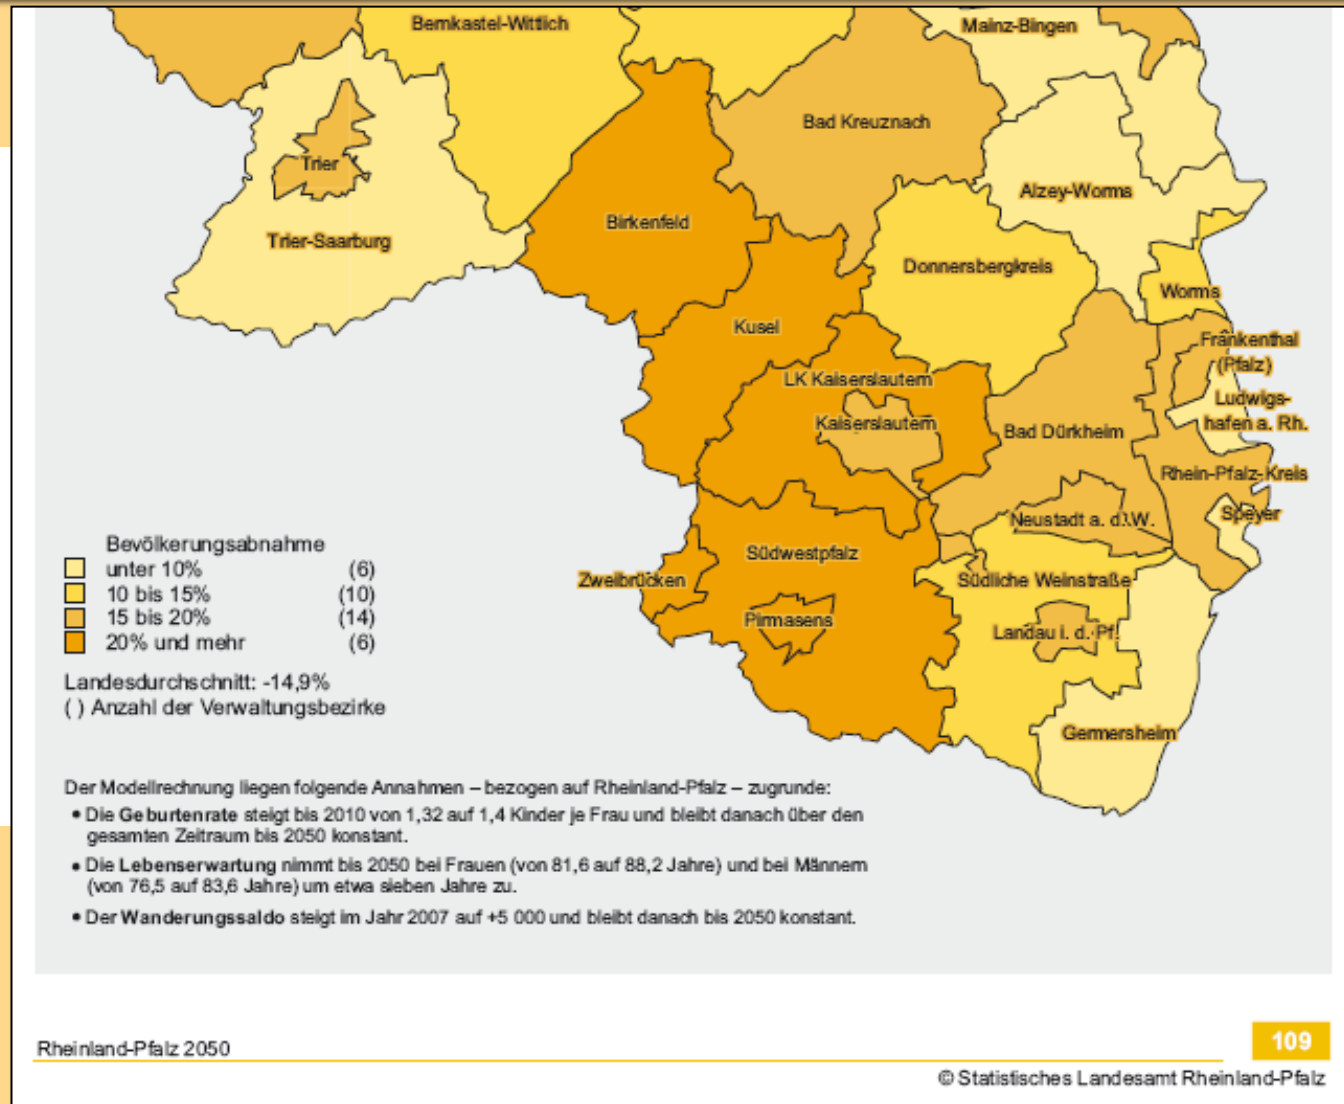 Bernkastel-Wittlich
Mainz-Bingen
Bad Kreuznach
Trier
Alzey-Worms
Birkenfeld
Trier-Saarburg
Donnersbergkreis
Worms
Kusel
Frankenthal
(Pfalz)
LK Kaiserslautern
Ludwigs-
hafen a. Rh.
Kaiserslautern
Bad Dürkheim
Rhein-Pfalz-Kreis
Neustadt a. d.W.
Speyer
Südwestpfalz
Zweibrücken
Südliche Weinstraße
Pirmasens
Landau i. d. Pf.
Germersheim
Bevölkerungsabnahme
unter 10% (6)
10 bis 15% (10)
15 bis 20% (14)
20% und mehr (6)
Landesdurchschnitt: -14,9%
( ) Anzahl der Verwaltungsbezirke
Der Modellrechnung liegen folgende Annahmen – bezogen auf Rheinland-Pfalz – zugrunde:
• Die Geburtenrate steigt bis 2010 von 1,32 auf 1,4 Kinder je Frau und bleibt danach über den
gesamten Zeitraum bis 2050 konstant.
• Die Lebenserwartung nimmt bis 2050 bei Frauen (von 81,6 auf 88,2 Jahre) und bei Männern
(von 76,5 auf 83,6 Jahre) um etwa sieben Jahre zu.
• Der Wanderungssaldo steigt im Jahr 2007 auf +5 000 und bleibt danach bis 2050 konstant.
Rheinland-Pfalz 2050
109
© Statistisches Landesamt Rheinland-Pfalz